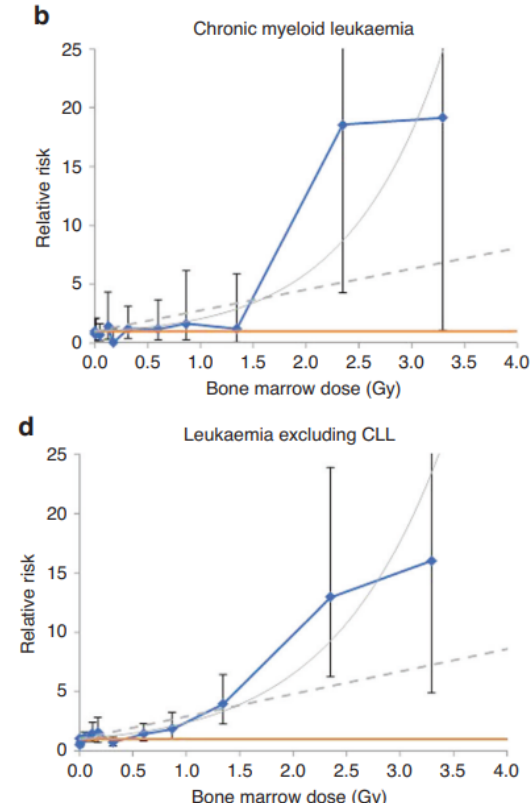 b
Chronic myeloid leukaemia
25
20
15
10
5
0
Relative risk
0.0 0.5 1.0 1.5 2.0 2.5 3.0 3.5 4.0
Bone marrow dose (Gy)
d
Leukaemia excluding CLL
25
20
15
10
5
0
Relative risk
0.0 0.5 1.0 1.5 2.0 2.5 3.0 3.5 4.0
Bone marrow dose (Gy)